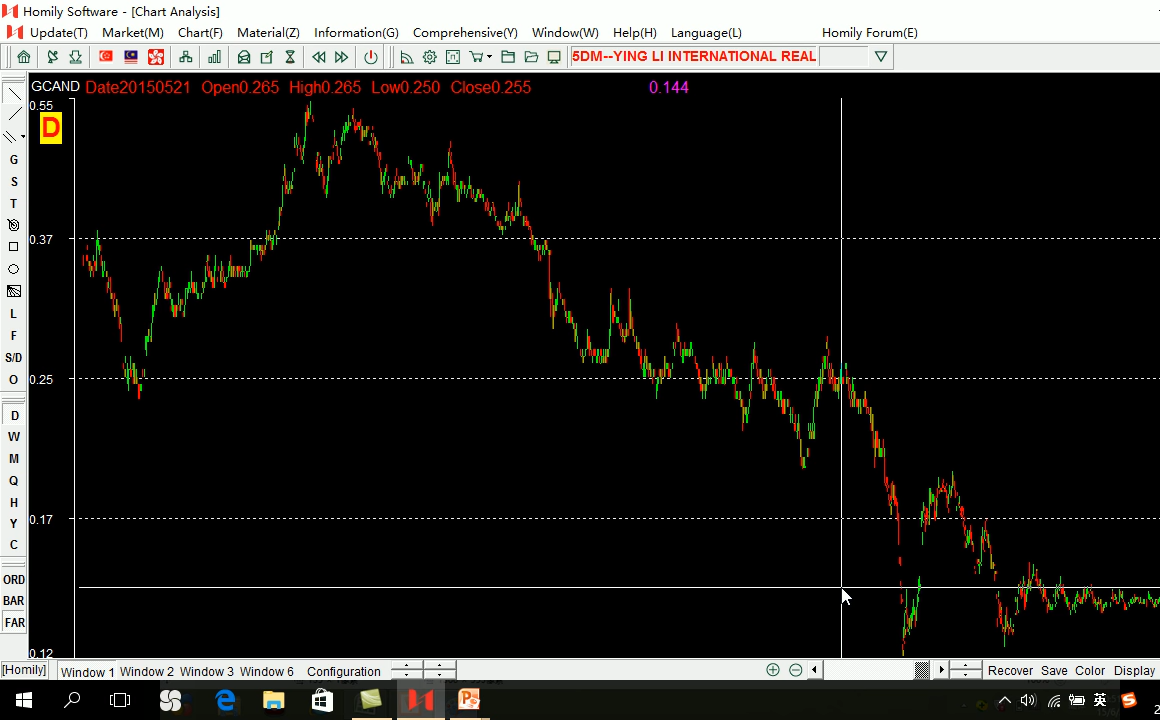 Homily Software - [Chart Analysis]
Update(T) Market(M) Chart(F) Material(Z) Information(G) Comprehensive(Y) Window(W) Help(H) Language(L) Homily Forum(E)
5DM--YING LI INTERNATIONAL REAL
GCAND Date20150521 Open0.265 High0.265 Low0.250 Close0.255 0.144
0.55
D
G
S
T
0.37
L
F
S/D
0.25
O
D
W
M
Q
H
0.17
Y
C
ORD
BAR
FAR
0.12
[Homily] Window 1 Window 2 Window 3 Window 6 Configuration Recover Save Color Display
英